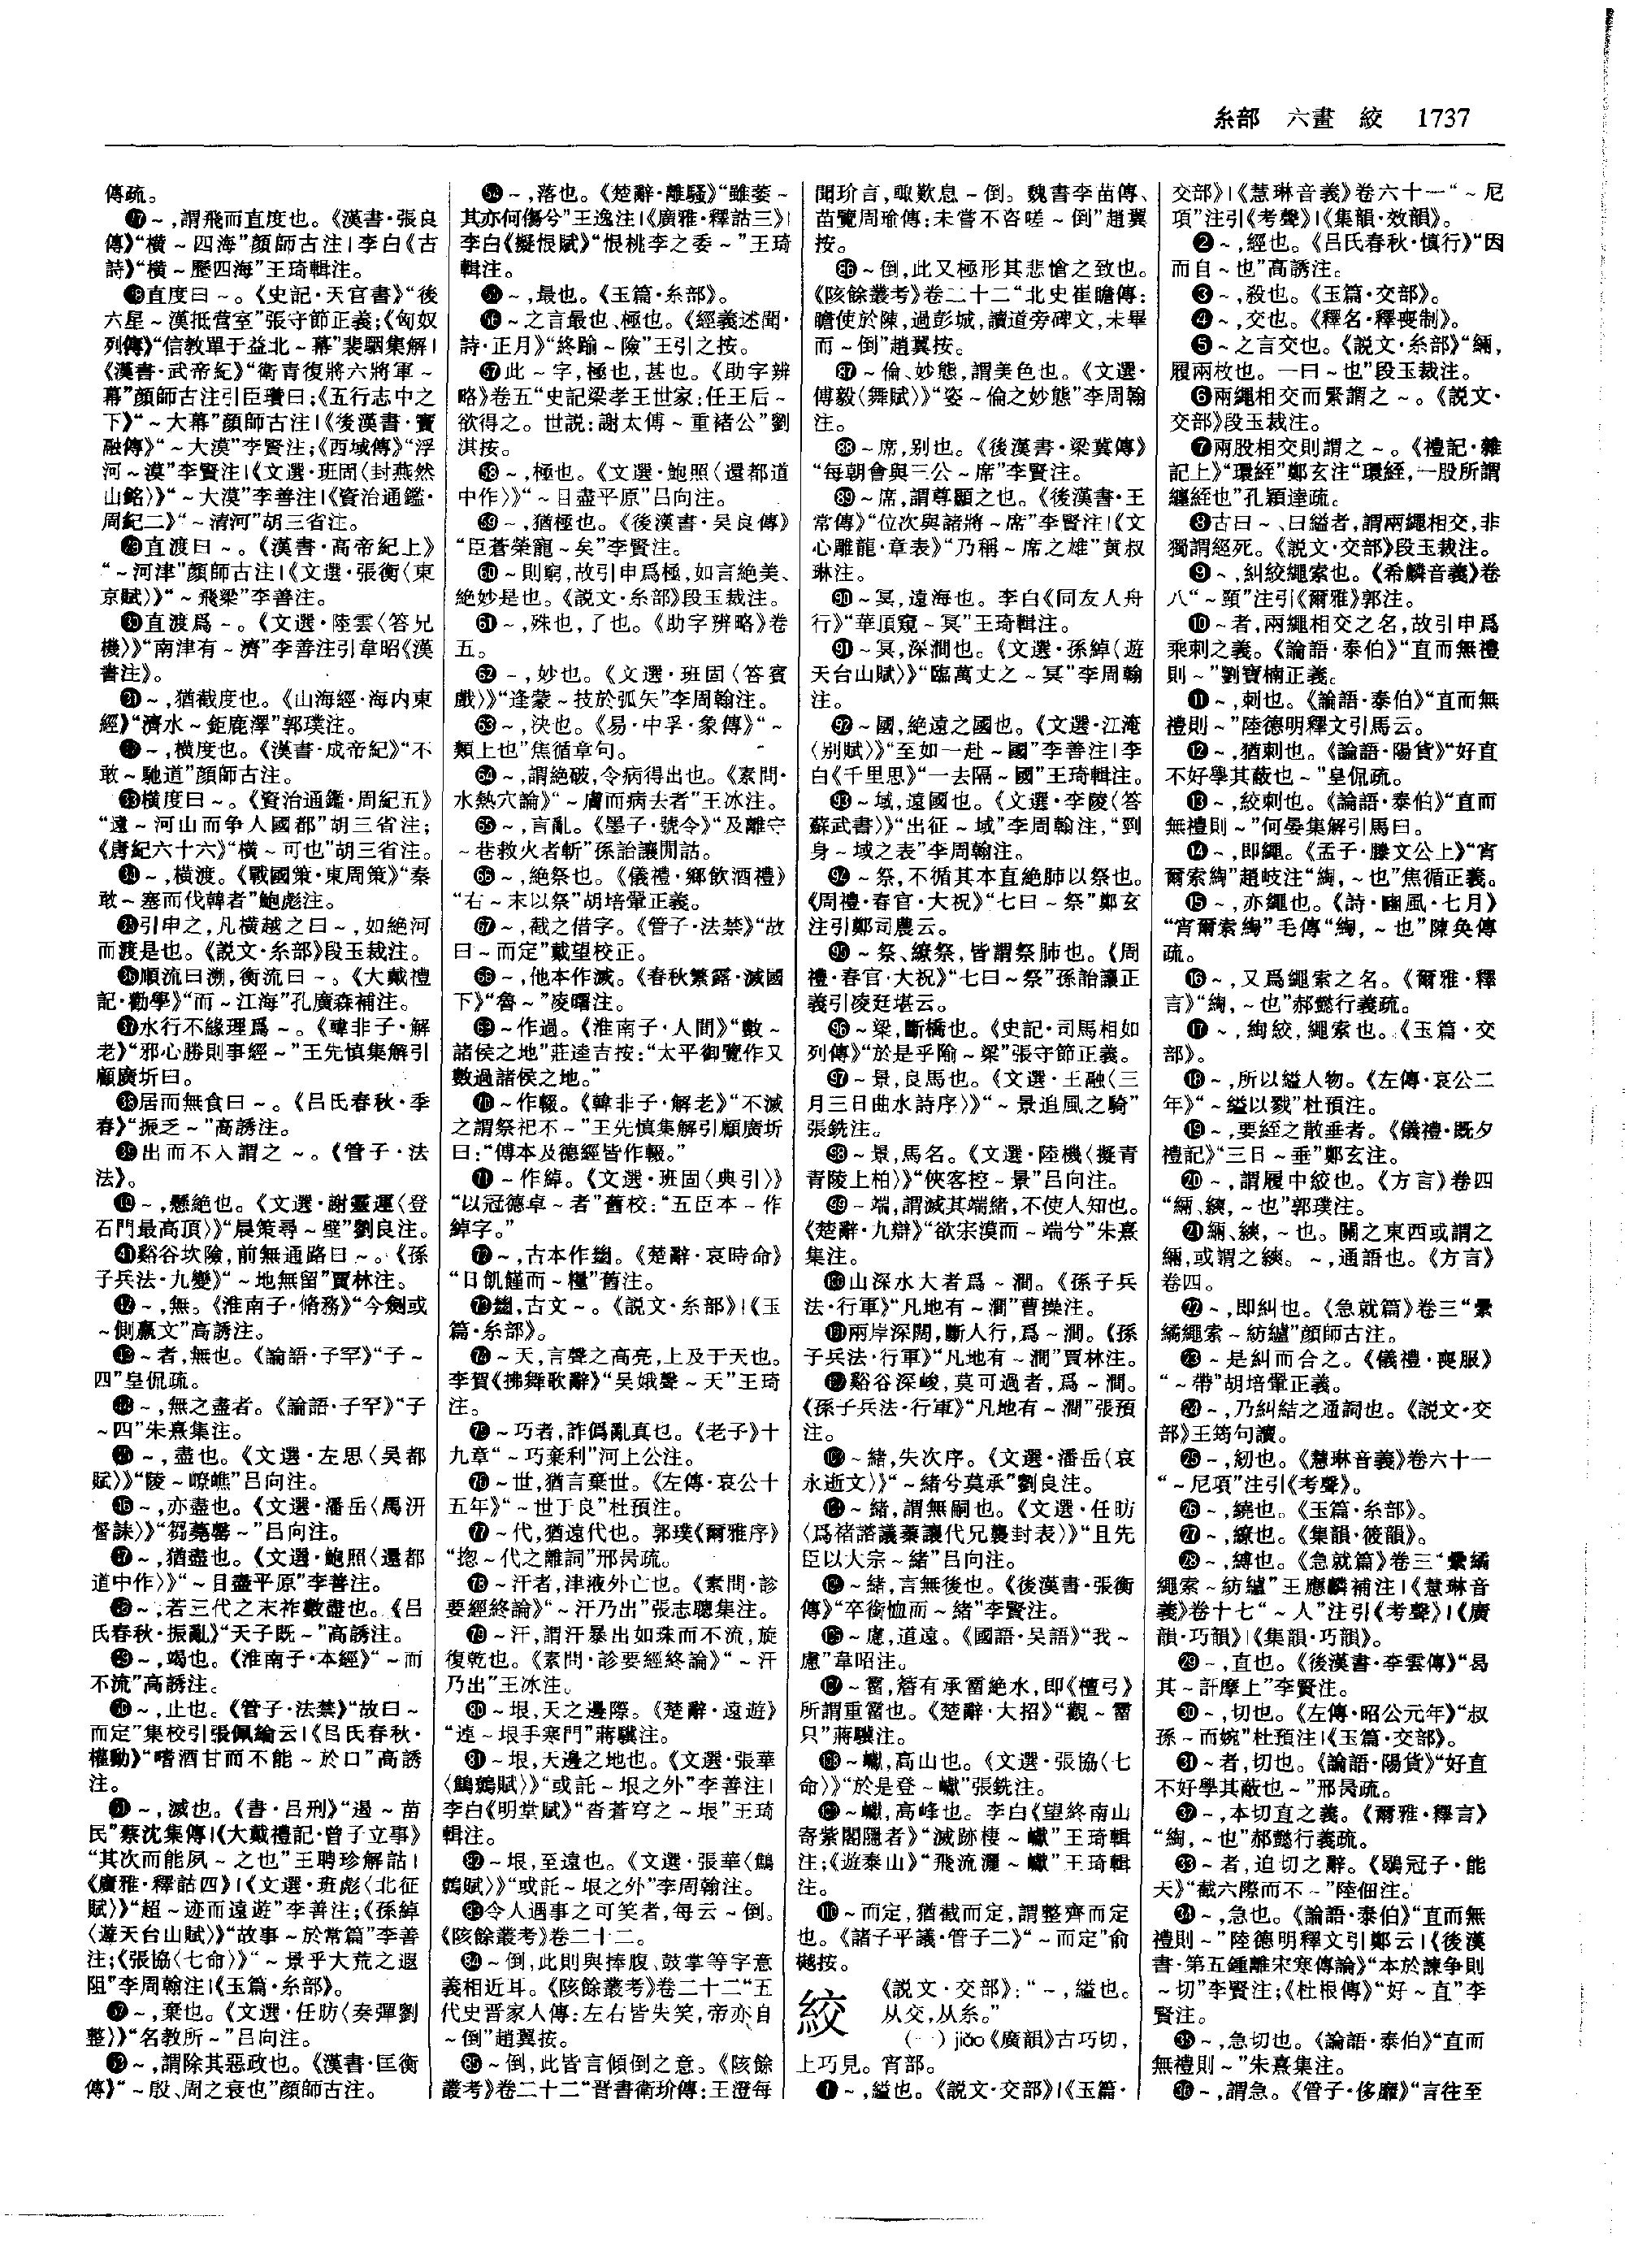 糸部　六畫　絞　1737
傳疏。
㉗～,謂飛而直度也。《漢書·張良
傳》“橫～四海”顏師古注|李白《古
詩》“橫～歷四海”王琦輯注。
㉘直度曰～。《史記·天官書》“後
六星～漢抵營室”張守節正義;《匈奴
列傳》“信教單于益北～幕”裴駰集解|
《漢書·武帝紀》“衛青復將六將軍～
幕”顏師古注引臣瓚曰;《五行志中之
下》“～大幕”顏師古注|《後漢書·竇
融傳》“～大漠”李賢注;《西域傳》“浮
河～漠”李賢注|《文選·班固〈封燕然
山銘〉》“～大漠”李善注|《資治通鑑·
周紀二》“～清河”胡三省注。
㉙直渡曰～。《漢書·高帝紀上》
“～河津”顏師古注|《文選·張衡〈東
京賦〉》“～飛梁”李善注。
㉚直渡爲～。《文選·陸雲〈答兄
機〉》“南津有～濟”李善注引韋昭《漢
書注》。
㉛～,猶截度也。《山海經·海内東
經》“濟水～鉅鹿澤”郭璞注。
㉜～,橫度也。《漢書·成帝紀》“不
敢～馳道”顏師古注。
㉝橫度曰～。《資治通鑑·周紀五》
“遠～河山而争人國都”胡三省注;
《唐紀六十六》“橫～可也”胡三省注。
㉞～,橫渡。《戰國策·東周策》“秦
敢～塞而伐韓者”鮑彪注。
㉟引申之,凡橫越之曰～,如絶河
而渡是也。《説文·糸部》段玉裁注。
㊱順流曰溯,衡流曰～。《大戴禮
記·勸學》“而～江海”孔廣森補注。
㊲水行不緣理爲～。《韓非子·解
老》“邪心勝則事經～”王先慎集解引
顧廣圻曰。
㊳居而無食曰～。《吕氏春秋·季
春》“振乏～”高誘注。
㊴出而不入謂之～。《管子·法
法》。
㊵～,懸絶也。《文選·謝靈運〈登
石門最高頂〉》“晨策尋～壁”劉良注。
㊶谿谷坎險,前無通路曰～。《孫
子兵法·九變》“～地無留”賈林注。
㊷～,無。《淮南子·脩務》“今劍或
～側羸文”高誘注。
㊸～者,無也。《論語·子罕》“子～
四”皇侃疏。
㊹～,無之盡者。《論語·子罕》“子
～四”朱熹集注。
㊺～,盡也。《文選·左思〈吴都
賦〉》“陵～嶛嶕”吕向注。
㊻～,亦盡也。《文選·潘岳〈馬汧
督誄〉》“芻蕘罄～”吕向注。
㊼～,猶盡也。《文選·鮑照〈還都
道中作〉》“～目盡平原”李善注。
㊽～,若三代之末祚數盡也。《吕
氏春秋·振亂》“天子既～”高誘注。
㊾～,竭也。《淮南子·本經》“～而
不流”高誘注。
㊿～,止也。《管子·法禁》“故曰～
而定”集校引張佩綸云|《吕氏春秋·
權動》“嗜酒甘而不能～於口”高誘
注。
51～,滅也。《書·吕刑》“遏～苗
民”蔡沈集傳|《大戴禮記·曾子立事》
“其次而能夙～之也”王聘珍解詁|
《廣雅·釋詁四》|《文選·班彪〈北征
賦〉》“超～迹而遠遊”李善注;《孫綽
〈遊天台山賦〉》“故事～於常篇”李善
注;《張協〈七命〉》“～景乎大荒之遐
阻”李周翰注|《玉篇·糸部》。
52～,棄也。《文選·任昉〈奏彈劉
整〉》“名教所～”吕向注。
53～,謂除其惡政也。《漢書·匡衡
傳》“～殷、周之衰也”顏師古注。
54～,落也。《楚辭·離騷》“雖萎～
其亦何傷兮”王逸注|《廣雅·釋詁三》|
李白《擬恨賦》“恨桃李之委～”王琦
輯注。
55～,最也。《玉篇·糸部》。
56～之言最也、極也。《經義述聞·
詩·正月》“終踰～險”王引之按。
57此～字,極也,甚也。《助字辨
略》卷五“史記梁孝王世家:任王后～
欲得之。世説:謝太傅～重褚公”劉
淇按。
58～,極也。《文選·鮑照〈還都道
中作〉》“～目盡平原”吕向注。
59～,猶極也。《後漢書·吴良傳》
“臣蒼榮寵～矣”李賢注。
60～則窮,故引申爲極,如言絶美、
絶妙是也。《説文·糸部》段玉裁注。
61～,殊也,了也。《助字辨略》卷
五。
62～,妙也。《文選·班固〈答賓
戲〉》“逢蒙～技於弧矢”李周翰注。
63～,決也。《易·中孚·象傳》“～
類上也”焦循章句。
64～,謂絶破,令病得出也。《素問·
水熱穴論》“～膚而病去者”王冰注。
65～,言亂。《墨子·號令》“及離守
～巷救火者斬”孫詒讓閒詁。
66～,絶祭也。《儀禮·鄉飲酒禮》
“右～末以祭”胡培翬正義。
67～,截之借字。《管子·法禁》“故
曰～而定”戴望校正。
68～,他本作滅。《春秋繁露·滅國
下》“魯～”凌曙注。
69～作過。《淮南子·人間》“數～
諸侯之地”莊逵吉按:“太平御覽作又
數過諸侯之地。”
70～作輟。《韓非子·解老》“不滅
之謂祭祀不～”王先慎集解引顧廣圻
曰:“傅本及德經皆作輟。”
71～作綽。《文選·班固〈典引〉》
“以冠德卓～者”舊校:“五臣本～作
綽字。”
72～,古本作㡭。《楚辭·哀時命》
“日飢饉而～糧”舊注。
73㡭,古文～。《説文·糸部》|《玉
篇·糸部》。
74～天,言聲之高亮,上及于天也。
李賀《拂舞歌辭》“吴娥聲～天”王琦
注。
75～巧者,詐僞亂真也。《老子》十
九章“～巧棄利”河上公注。
76～世,猶言棄世。《左傳·哀公十
五年》“～世于良”杜預注。
77～代,猶遠代也。郭璞《爾雅序》
“揔～代之離詞”邢昺疏。
78～汗者,津液外亡也。《素問·診
要經終論》“～汗乃出”張志聰集注。
79～汗,謂汗暴出如珠而不流,旋
復乾也。《素問·診要經終論》“～汗
乃出”王冰注。
80～垠,天之邊際。《楚辭·遠遊》
“逴～垠乎寒門”蔣驥注。
81～垠,天邊之地也。《文選·張華
〈鷦鷯賦〉》“或託～垠之外”李善注|
李白《明堂賦》“杳蒼穹之～垠”王琦
輯注。
82～垠,至遠也。《文選·張華〈鷦
鷯賦〉》“或託～垠之外”李周翰注。
83令人遇事之可笑者,每云～倒。
《陔餘叢考》卷二十二。
84～倒,此則與捧腹、鼓掌等字意
義相近耳。《陔餘叢考》卷二十二“五
代史晋家人傳:左右皆失笑,帝亦自
～倒”趙翼按。
85～倒,此皆言傾倒之意。《陔餘
叢考》卷二十二“晋書衛玠傳:王澄每
聞玠言,輒歎息～倒。魏書李苗傳、
苗覽周瑜傳;未嘗不咨嗟～倒”趙翼
按。
86～倒,此又極形其悲愴之致也。
《陔餘叢考》卷二十二“北史崔瞻傳:
瞻使於陳,過彭城,讀道旁碑文,未畢
而～倒”趙翼按。
87～倫、妙態,謂美色也。《文選·
傅毅〈舞賦〉》“姿～倫之妙態”李周翰
注。
88～席,别也。《後漢書·梁冀傳》
“每朝會與三公～席”李賢注。
89～席,謂尊顯之也。《後漢書·王
常傳》“位次與諸將～席”李賢注|《文
心雕龍·章表》“乃稱～席之雄”黄叔
琳注。
90～冥,遠海也。李白《同友人舟
行》“華頂窺～冥”王琦輯注。
91～冥,深澗也。《文選·孫綽〈遊
天台山賦〉》“臨萬丈之～冥”李周翰
注。
92～國,絶遠之國也。《文選·江淹
〈别賦〉》“至如一赴～國”李善注|李
白《千里思》“一去隔～國”王琦輯注。
93～域,遠國也。《文選·李陵〈答
蘇武書〉》“出征～域”李周翰注,“到
身～域之表”李周翰注。
94～祭,不循其本直絶肺以祭也。
《周禮·春官·大祝》“七曰～祭”鄭玄
注引鄭司農云。
95～祭、繚祭,皆謂祭肺也。《周
禮·春官·大祝》“七曰～祭”孫詒讓正
義引凌廷堪云。
96～梁,斷橋也。《史記·司馬相如
列傳》“於是乎隃～梁”張守節正義。
97～景,良馬也。《文選·王融〈三
月三日曲水詩序〉》“～景追風之騎”
張銑注。
98～景,馬名。《文選·陸機〈擬青
青陵上柏〉》“俠客控～景”吕向注。
99～端,謂滅其端緒,不使人知也。
《楚辭·九辯》“欲宋漠而～端兮”朱熹
集注。
100山深水大者爲～澗。《孫子兵
法·行軍》“凡地有～澗”曹操注。
101兩岸深闊,斷人行,爲～澗。《孫
子兵法·行軍》“凡地有～澗”賈林注。
102谿谷深峻,莫可過者,爲～澗。
《孫子兵法·行軍》“凡地有～澗”張預
注。
103～緒,失次序。《文選·潘岳〈哀
永逝文〉》“～緒兮莫承”劉良注。
104～緒,謂無嗣也。《文選·任昉
〈爲褚諮議蓁讓代兄襲封表〉》“且先
臣以大宗～緒”吕向注。
105～緒,言無後也。《後漢書·張衡
傳》“卒銜恤而～緒”李賢注。
106～慮,道遠。《國語·吴語》“我～
慮”韋昭注。
107～霤,簷有承霤絶水,即《檀弓》
所謂重霤也。《楚辭·大招》“觀～霤
只”蔣驥注。
108～巘,高山也。《文選·張協〈七
命〉》“於是登～巘”張銑注。
109～巘,高峰也。李白《望終南山
寄紫閣隱者》“滅跡棲～巘”王琦輯
注;《遊泰山》“飛流灑～巘”王琦輯
注。
110～而定,猶截而定,謂整齊而定
也。《諸子平議·管子二》“～而定”俞
樾按。
絞　《説文·交部》:“～,縊也。
从交,从糸。”
(一)jiǎo《廣韻》古巧切,
上巧見。宵部。
❶～,縊也。《説文·交部》|《玉篇·
交部》|《慧琳音義》卷六十一“～尼
項”注引《考聲》|《集韻·效韻》。
❷～,經也。《吕氏春秋·慎行》“因
而自～也”高誘注。
❸～,殺也。《玉篇·交部》。
❹～,交也。《釋名·釋喪制》。
❺～之言交也。《説文·糸部》“緉,
履兩枚也。一曰～也”段玉裁注。
❻兩繩相交而緊謂之～。《説文·
交部》段玉裁注。
❼兩股相交則謂之～。《禮記·雜
記上》“環絰”鄭玄注“環絰,一股所謂
纏絰也”孔穎達疏。
❽古曰～、曰縊者,謂兩繩相交,非
獨謂經死。《説文·交部》段玉裁注。
❾～,糾絞繩索也。《希麟音義》卷
八“～頸”注引《爾雅》郭注。
❿～者,兩繩相交之名,故引申爲
乘刺之義。《論語·泰伯》“直而無禮
則～”劉寶楠正義。
⓫～,刺也。《論語·泰伯》“直而無
禮則～”陸德明釋文引馬云。
⓬～,猶刺也。《論語·陽貨》“好直
不好學其蔽也～”皇侃疏。
⓭～,絞刺也。《論語·泰伯》“直而
無禮則～”何晏集解引馬曰。
⓮～,即繩。《孟子·滕文公上》“宵
爾索綯”趙岐注“綯,～也”焦循正義。
⓯～,亦繩也。《詩·豳風·七月》
“宵爾索綯”毛傳“綯,～也”陳奂傳
疏。
⓰～,又爲繩索之名。《爾雅·釋
言》“綯,～也”郝懿行義疏。
⓱～,綯絞,繩索也。《玉篇·交
部》。
⓲～,所以縊人物。《左傳·哀公二
年》“～縊以戮”杜預注。
⓳～,要絰之散垂者。《儀禮·既夕
禮記》“三日～垂”鄭玄注。
⓴～,謂履中絞也。《方言》卷四
“緉、緛,～也”郭璞注。
㉑緉、緛,～也。關之東西或謂之
緉,或謂之緛。～,通語也。《方言》
卷四。
㉒～,即糾也。《急就篇》卷三“纍
繘繩索～紡纑”顏師古注。
㉓～是糾而合之。《儀禮·喪服》
“～帶”胡培翬正義。
㉔～,乃糾結之通詞也。《説文·交
部》王筠句讀。
㉕～,紉也。《慧琳音義》卷六十一
“～尼項”注引《考聲》。
㉖～,繞也。《玉篇·糸部》。
㉗～,繚也。《集韻·筱韻》。
㉘～,縛也。《急就篇》卷三“纍繘
繩索～紡纑”王應麟補注|《慧琳音
義》卷十七“～人”注引《考聲》|《廣
韻·巧韻》|《集韻·巧韻》。
㉙～,直也。《後漢書·李雲傳》“曷
其～訐摩上”李賢注。
㉚～,切也。《左傳·昭公元年》“叔
孫～而婉”杜預注|《玉篇·交部》。
㉛～者,切也。《論語·陽貨》“好直
不好學其蔽也～”邢昺疏。
㉜～,本切直之義。《爾雅·釋言》
“綯,～也”郝懿行義疏。
㉝～者,迫切之辭。《鶡冠子·能
天》“截六際而不～”陸佃注。
㉞～,急也。《論語·泰伯》“直而無
禮則～”陸德明釋文引鄭云|《後漢
書·第五鍾離宋寒傳論》“本於諫争則
～切”李賢注;《杜根傳》“好～直”李
賢注。
㉟～,急切也。《論語·泰伯》“直而
無禮則～”朱熹集注。
㊱～,謂急。《管子·侈靡》“言往至